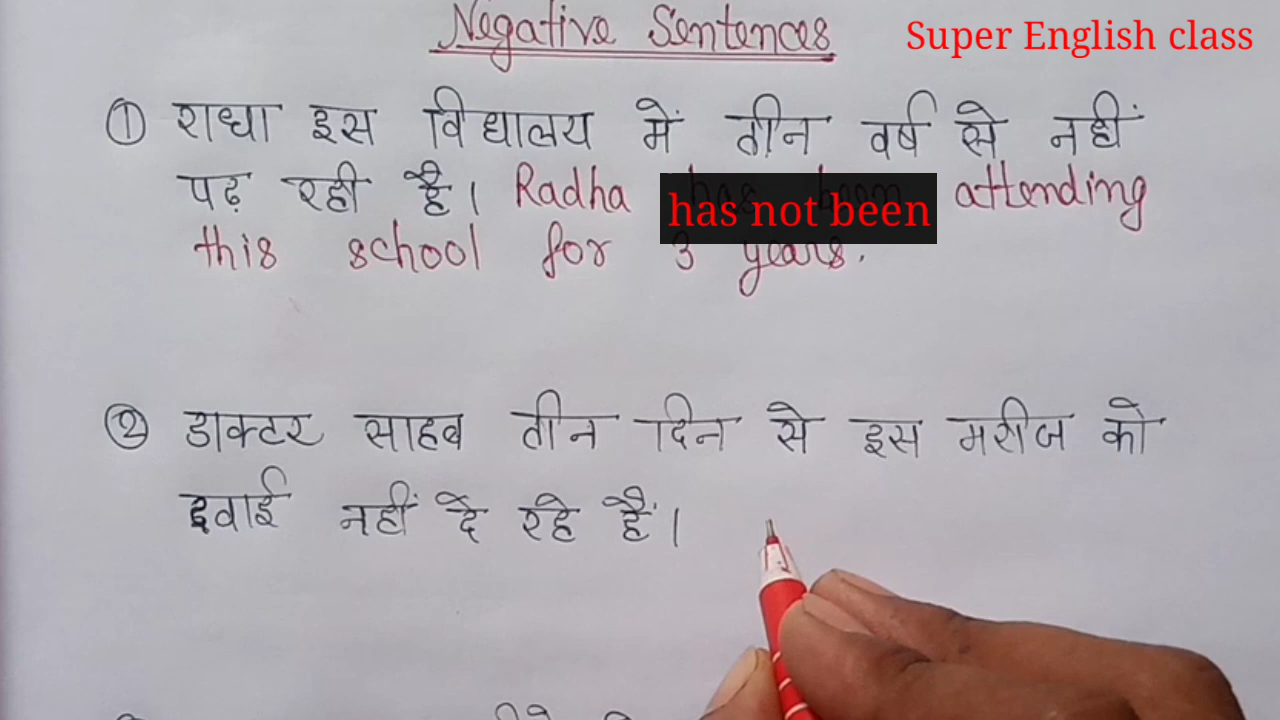 Negative Sentences
Super English class
① राधा इस विद्यालय में तीन वर्ष से नहीं
पढ़ रही है। Radha has not been attending
this school for 3 years.
② डाक्टर साहब तीन दिन से इस मरीज को
दवाई नहीं दे रहे हैं।